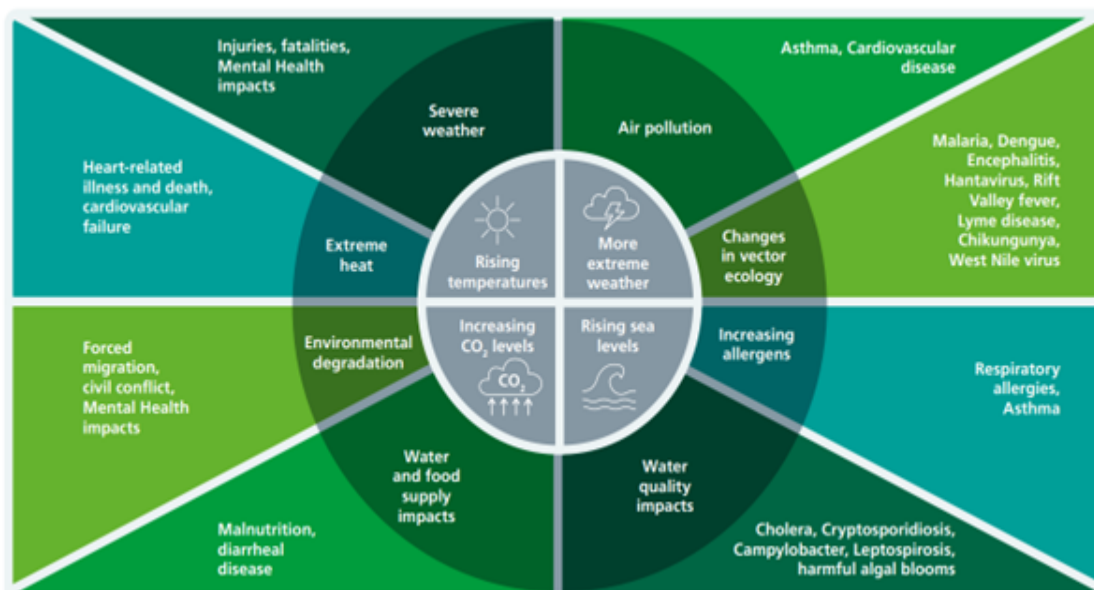 Injuries, fatalities,
Mental Health
impacts
Severe
weather
Asthma, Cardiovascular
disease
Air pollution
Malaria, Dengue,
Encephalitis,
Hantavirus, Rift
Valley fever,
Lyme disease,
Chikungunya,
West Nile virus
Changes
in vector
ecology
Heart-related
illness and death,
cardiovascular
failure
Extreme
heat
Rising
temperatures
More
extreme
weather
Increasing
CO₂ levels
CO₂
Rising sea
levels
Increasing
allergens
Respiratory
allergies,
Asthma
Environmental
degradation
Forced
migration,
civil conflict,
Mental Health
impacts
Water
and food
supply
impacts
Malnutrition,
diarrheal
disease
Water
quality
impacts
Cholera, Cryptosporidiosis,
Campylobacter, Leptospirosis,
harmful algal blooms